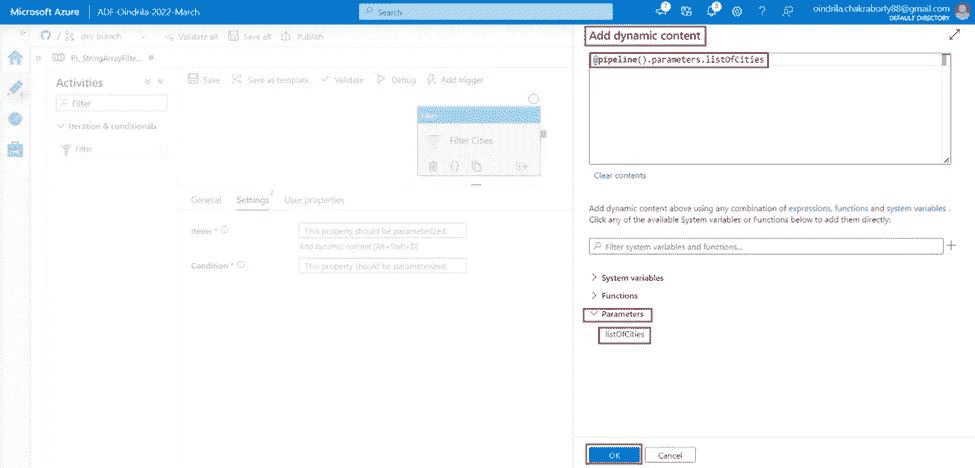 Microsoft Azure | ADF-Oindrila-2022-March
Search
7
3
oindrila.chakraborty88@gmail.com
DEFAULT DIRECTORY
dev branch
Validate all
Save all
Publish
PL_StringArrayFilte...
Activities
Filter
Iteration & conditionals
Filter
Save
Save as template
Validate
Debug
Add trigger
Filter
Filter Cities
General
Settings 2
User properties
Items *
This property should be parameterized.
Add dynamic content [Alt+Shift+D]
Condition *
This property should be parameterized.
Add dynamic content
@pipeline().parameters.listOfCities
Clear contents
Add dynamic content above using any combination of expressions, functions and system variables .
Click any of the available System variables or Functions below to add them directly:
Filter system variables and functions...
System variables
Functions
Parameters
listOfCities
OK
Cancel